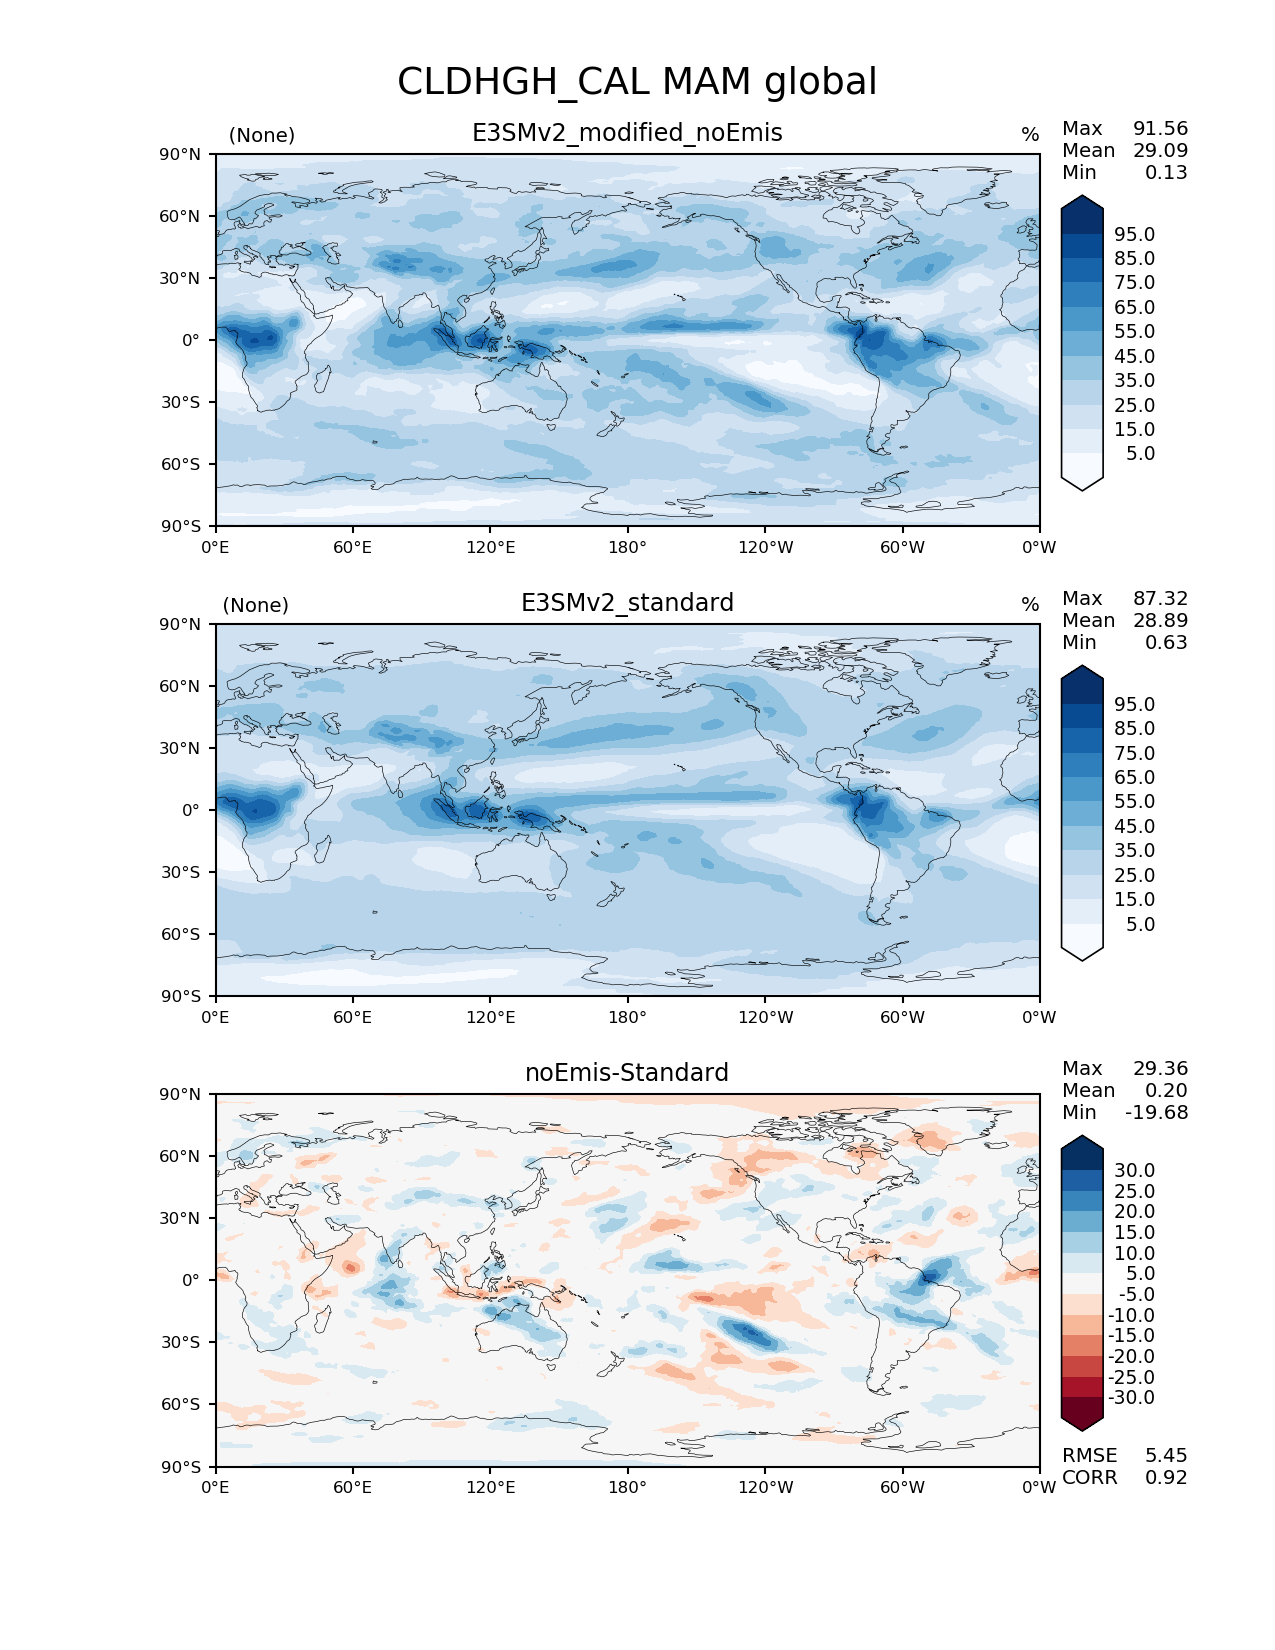 CLDHGH_CAL MAM global
(None) E3SMv2_modified_noEmis %
Max 91.56
Mean 29.09
Min 0.13
90°N
60°N
30°N
0°
30°S
60°S
90°S
0°E 60°E 120°E 180° 120°W 60°W 0°W
95.0
85.0
75.0
65.0
55.0
45.0
35.0
25.0
15.0
5.0
(None) E3SMv2_standard %
Max 87.32
Mean 28.89
Min 0.63
90°N
60°N
30°N
0°
30°S
60°S
90°S
0°E 60°E 120°E 180° 120°W 60°W 0°W
95.0
85.0
75.0
65.0
55.0
45.0
35.0
25.0
15.0
5.0
noEmis-Standard
Max 29.36
Mean 0.20
Min -19.68
90°N
60°N
30°N
0°
30°S
60°S
90°S
0°E 60°E 120°E 180° 120°W 60°W 0°W
30.0
25.0
20.0
15.0
10.0
5.0
-5.0
-10.0
-15.0
-20.0
-25.0
-30.0
RMSE 5.45
CORR 0.92